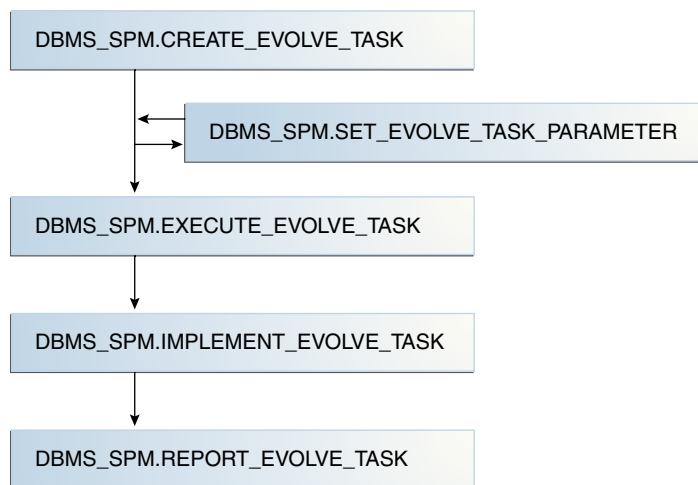 DBMS_SPM.CREATE_EVOLVE_TASK
DBMS_SPM.SET_EVOLVE_TASK_PARAMETER
DBMS_SPM.EXECUTE_EVOLVE_TASK
DBMS_SPM.IMPLEMENT_EVOLVE_TASK
DBMS_SPM.REPORT_EVOLVE_TASK